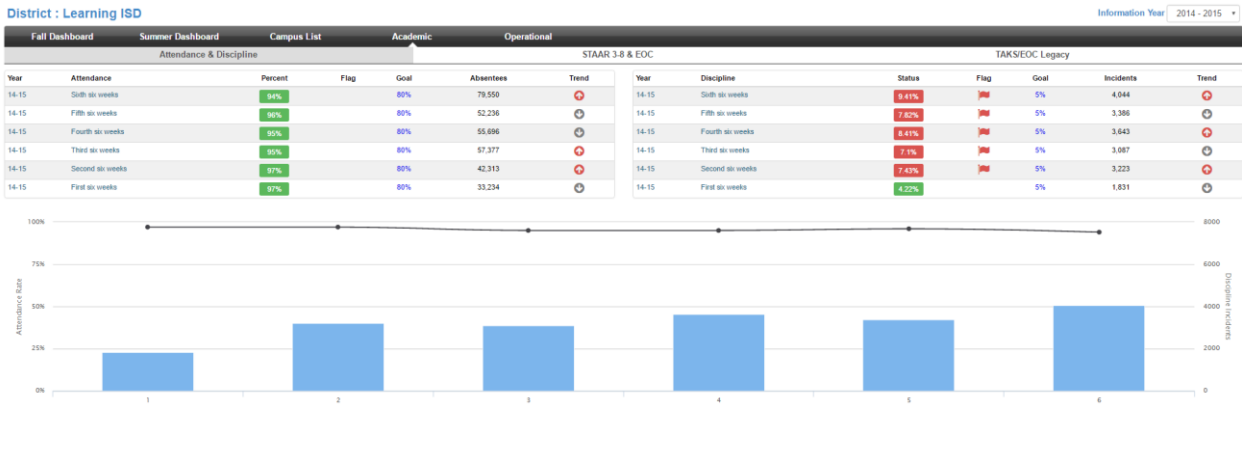 District : Learning ISD
Information Year 2014 - 2015
Fall Dashboard Summer Dashboard Campus List Academic Operational
Attendance & Discipline STAAR 3-8 & EOC TAKS/EOC Legacy
Year Attendance Percent Flag Goal Absentees Trend
14-15 Sixth six weeks 94% 80% 79,550
14-15 Fifth six weeks 96% 80% 52,236
14-15 Fourth six weeks 95% 80% 55,696
14-15 Third six weeks 95% 80% 57,377
14-15 Second six weeks 97% 80% 42,313
14-15 First six weeks 97% 80% 33,234
Year Discipline Status Flag Goal Incidents Trend
14-15 Sixth six weeks 9.41% 5% 4,044
14-15 Fifth six weeks 7.82% 5% 3,386
14-15 Fourth six weeks 8.41% 5% 3,643
14-15 Third six weeks 7.1% 5% 3,087
14-15 Second six weeks 7.43% 5% 3,223
14-15 First six weeks 4.22% 5% 1,831
Attendance Rate
100%
75%
50%
25%
0%
8000
6000
4000
2000
0
Discipline Incidents
1 2 3 4 5 6